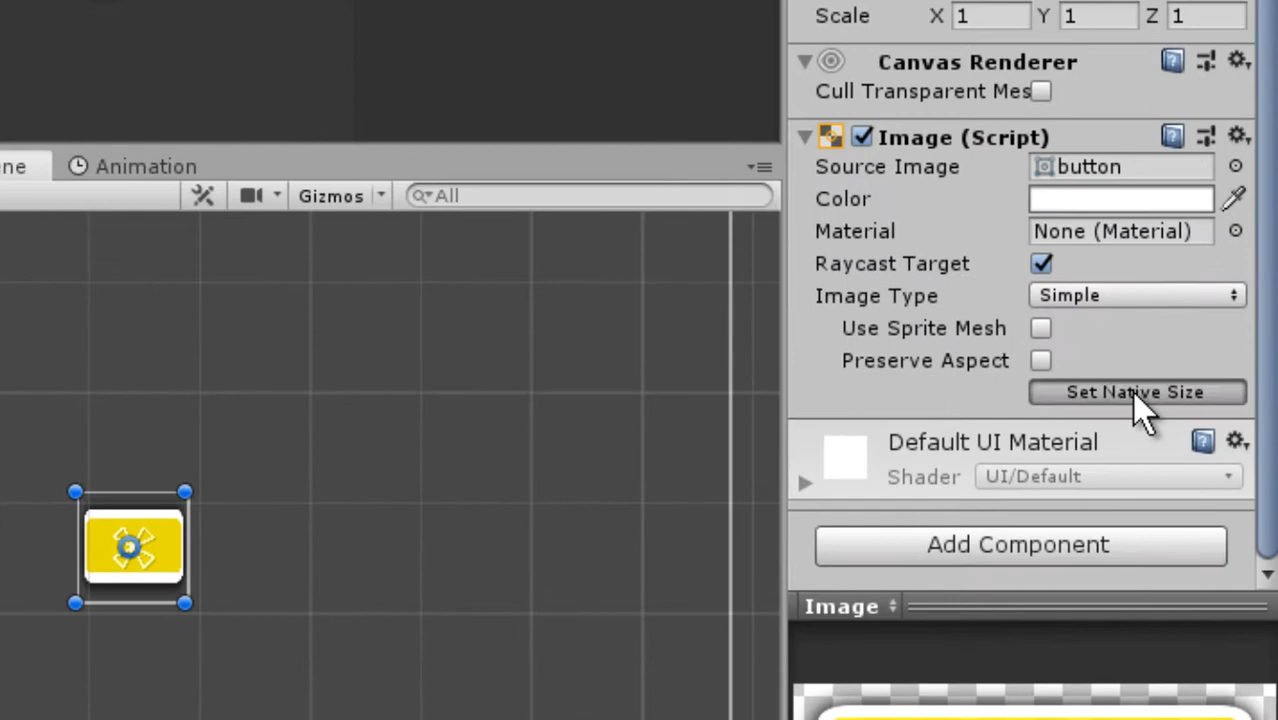 Scale X 1 Y 1 Z 1
Canvas Renderer
Cull Transparent Mes
Image (Script)
ne Animation
Source Image button
Gizmos All
Color
Material None (Material)
Raycast Target
Image Type Simple
Use Sprite Mesh
Preserve Aspect
Set Native Size
Default UI Material
Shader UI/Default
Add Component
Image